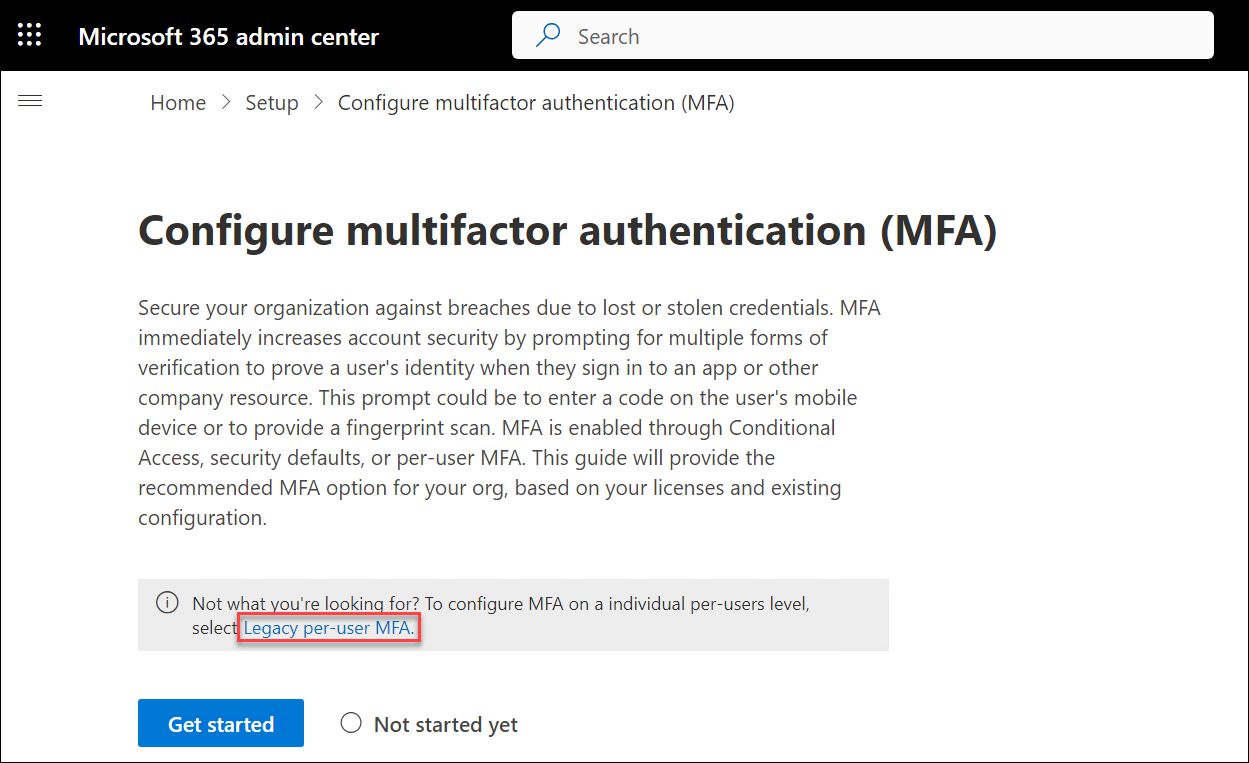 Microsoft 365 admin center
Search
Home > Setup > Configure multifactor authentication (MFA)
Configure multifactor authentication (MFA)
Secure your organization against breaches due to lost or stolen credentials. MFA
immediately increases account security by prompting for multiple forms of
verification to prove a user's identity when they sign in to an app or other
company resource. This prompt could be to enter a code on the user's mobile
device or to provide a fingerprint scan. MFA is enabled through Conditional
Access, security defaults, or per-user MFA. This guide will provide the
recommended MFA option for your org, based on your licenses and existing
configuration.
Not what you're looking for? To configure MFA on a individual per-users level,
select Legacy per-user MFA.
Get started
Not started yet